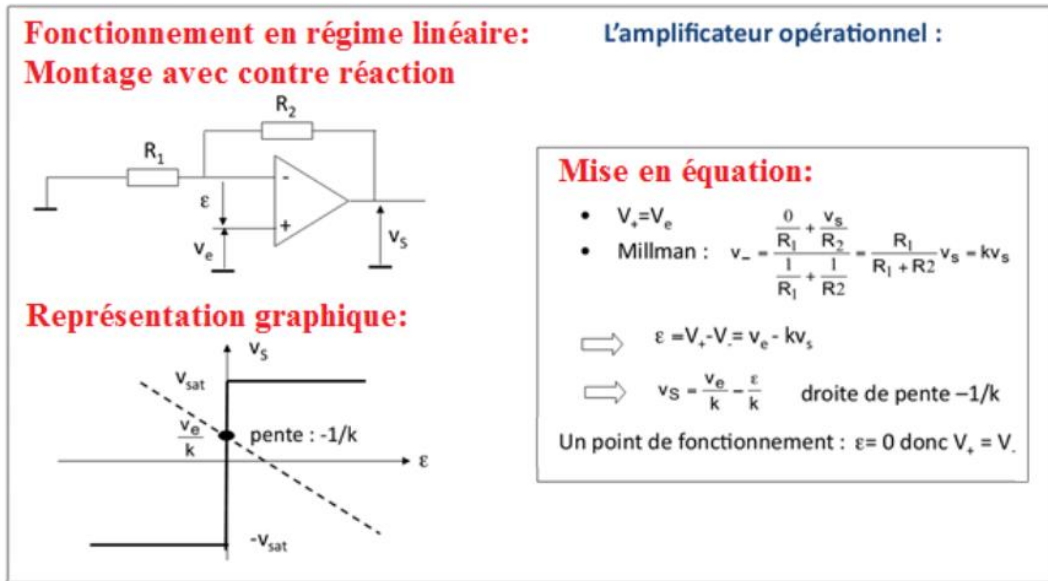 Fonctionnement en régime linéaire:
Montage avec contre réaction
L'amplificateur opérationnel :
R₂
R₁
-
ε
+
vₑ
vₛ
Représentation graphique:
vₛ
Vsat
vₑ/k
pente : -1/k
ε
-Vsat
Mise en équation:
• V₊=Vₑ
• Millman : v₋ = (0/R₁ + vₛ/R₂)/(1/R₁ + 1/R2) = R₁/(R₁ + R2) vₛ = kvₛ
⇨ ε =V₊-V₋= vₑ - kvₛ
⇨ vₛ = vₑ/k − ε/k droite de pente –1/k
Un point de fonctionnement : ε= 0 donc V₊ = V₋